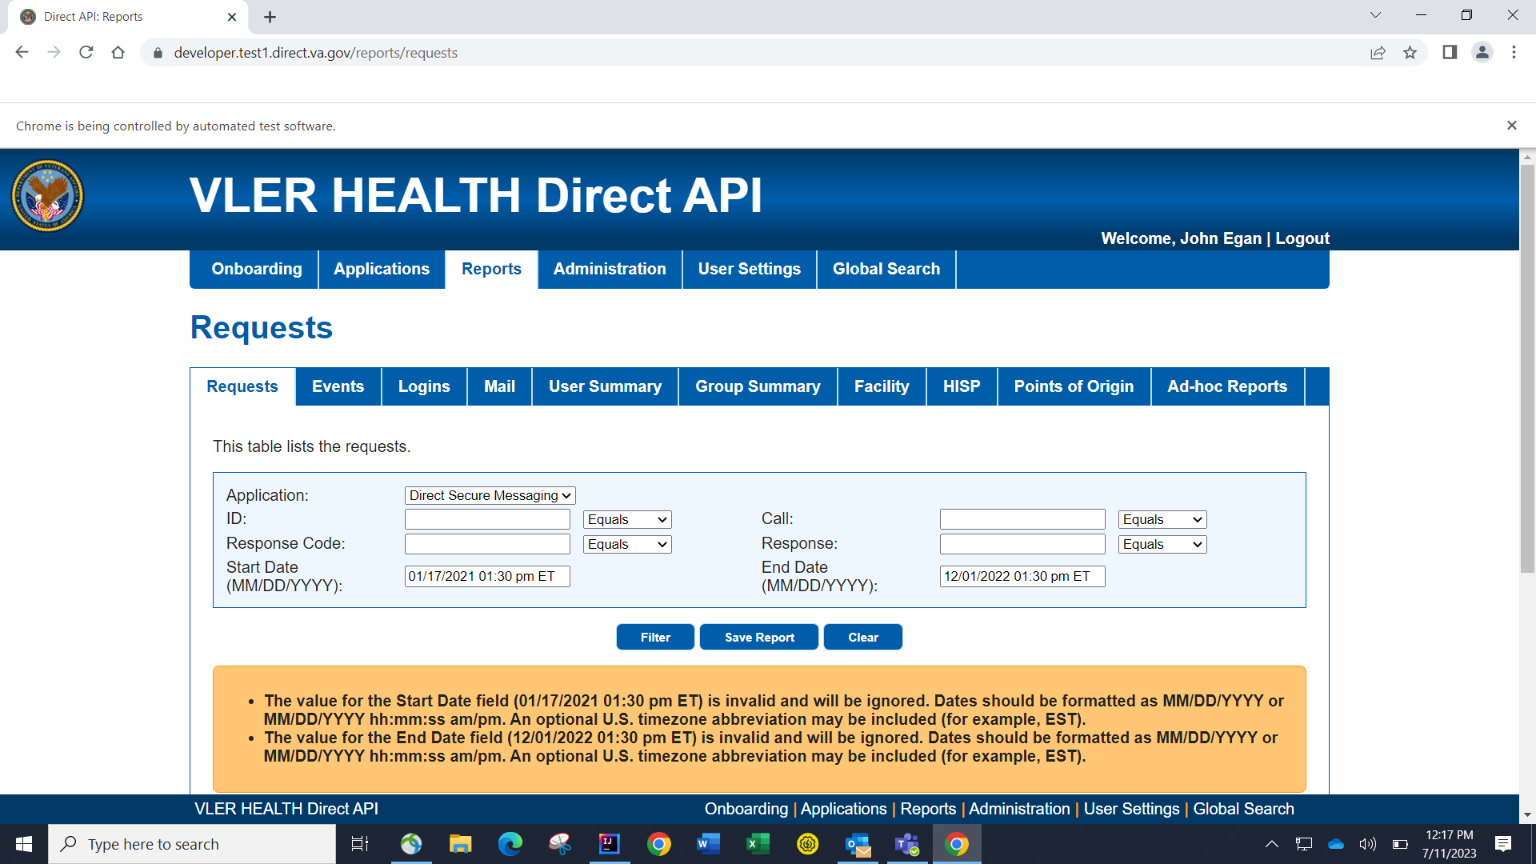 Direct API: Reports
developer.test1.direct.va.gov/reports/requests
Chrome is being controlled by automated test software.
VLER HEALTH Direct API
Welcome, John Egan | Logout
Onboarding Applications Reports Administration User Settings Global Search
Requests
Requests Events Logins Mail User Summary Group Summary Facility HISP Points of Origin Ad-hoc Reports
This table lists the requests.
Application: Direct Secure Messaging
ID: Equals Call: Equals
Response Code: Equals Response: Equals
Start Date End Date
(MM/DD/YYYY): 01/17/2021 01:30 pm ET (MM/DD/YYYY): 12/01/2022 01:30 pm ET
Filter Save Report Clear
• The value for the Start Date field (01/17/2021 01:30 pm ET) is invalid and will be ignored. Dates should be formatted as MM/DD/YYYY or
MM/DD/YYYY hh:mm:ss am/pm. An optional U.S. timezone abbreviation may be included (for example, EST).
• The value for the End Date field (12/01/2022 01:30 pm ET) is invalid and will be ignored. Dates should be formatted as MM/DD/YYYY or
MM/DD/YYYY hh:mm:ss am/pm. An optional U.S. timezone abbreviation may be included (for example, EST).
VLER HEALTH Direct API Onboarding | Applications | Reports | Administration | User Settings | Global Search
Type here to search
12:17 PM
7/11/2023